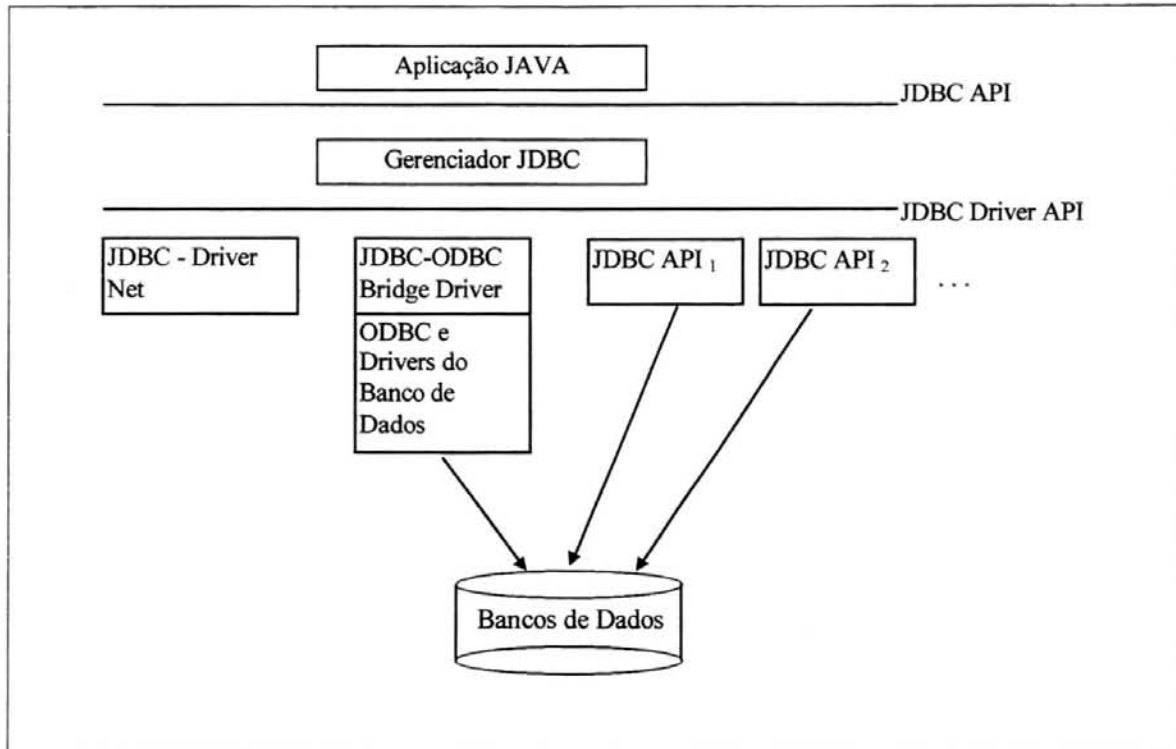 Aplicação JAVA
JDBC API
Gerenciador JDBC
JDBC Driver API
JDBC - Driver
Net
JDBC-ODBC
Bridge Driver
ODBC e
Drivers do
Banco de
Dados
JDBC API 1
JDBC API 2
...
Bancos de Dados